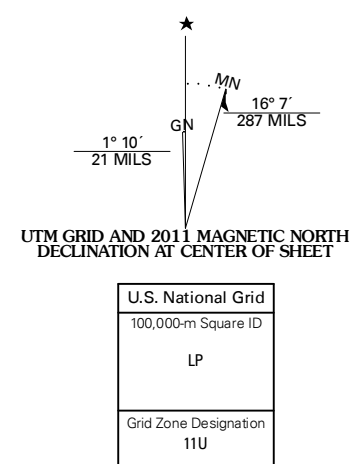 ★
MN
GN
16° 7´
287 MILS
1° 10´
21 MILS
UTM GRID AND 2011 MAGNETIC NORTH
DECLINATION AT CENTER OF SHEET
U.S. National Grid
100,000-m Square ID
LP
Grid Zone Designation
11U